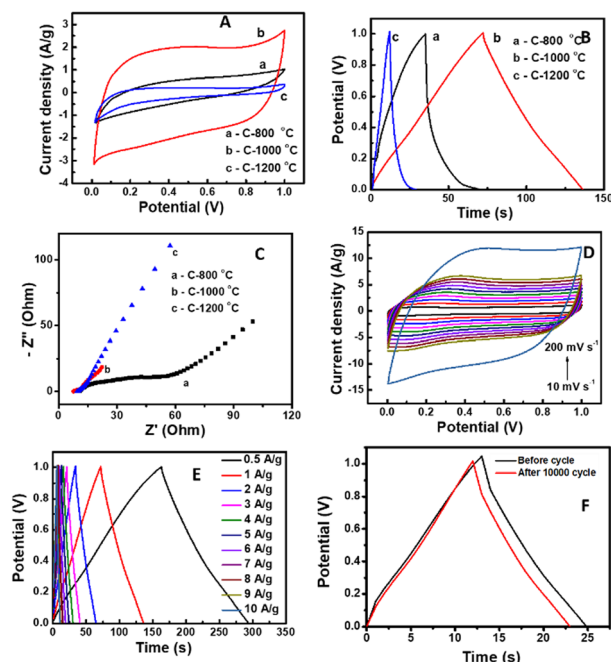 A
b
a
c
a - C-800 °C
b - C-1000 °C
c - C-1200 °C
Current density (A/g)
3
2
1
0
-1
-2
-3
0.0 0.2 0.4 0.6 0.8 1.0
Potential (V)
B
c a b
a - C-800 °C
b - C-1000 °C
c - C-1200 °C
Potential (V)
1.0
0.8
0.6
0.4
0.2
0.0
0 50 100 150
Time (s)
C
c
a - C-800 °C
b - C-1000 °C
c - C-1200 °C
b
a
- Z'' (Ohm)
100
50
0
0 30 60 90 120
Z' (Ohm)
D
200 mV s-1
10 mV s-1
Current density (A/g)
15
10
5
0
-5
-10
-15
0.0 0.2 0.4 0.6 0.8 1.0
Potential (V)
E
0.5 A/g
1 A/g
2 A/g
3 A/g
4 A/g
5 A/g
6 A/g
7 A/g
8 A/g
9 A/g
10 A/g
Potential (V)
1.0
0.8
0.6
0.4
0.2
0.0
0 50 100 150 200 250 300 350
Time (s)
Before cycle
After 10000 cycle
F
Potential (V)
1.0
0.8
0.6
0.4
0.2
0.0
0 5 10 15 20 25
Time (s)